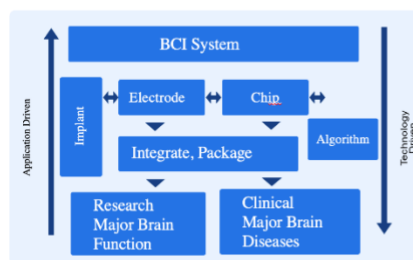 BCI System
Application Driven
Implant
Electrode
Chip
Algorithm
Technology
Driven
Integrate, Package
Research
Major Brain
Function
Clinical
Major Brain
Diseases